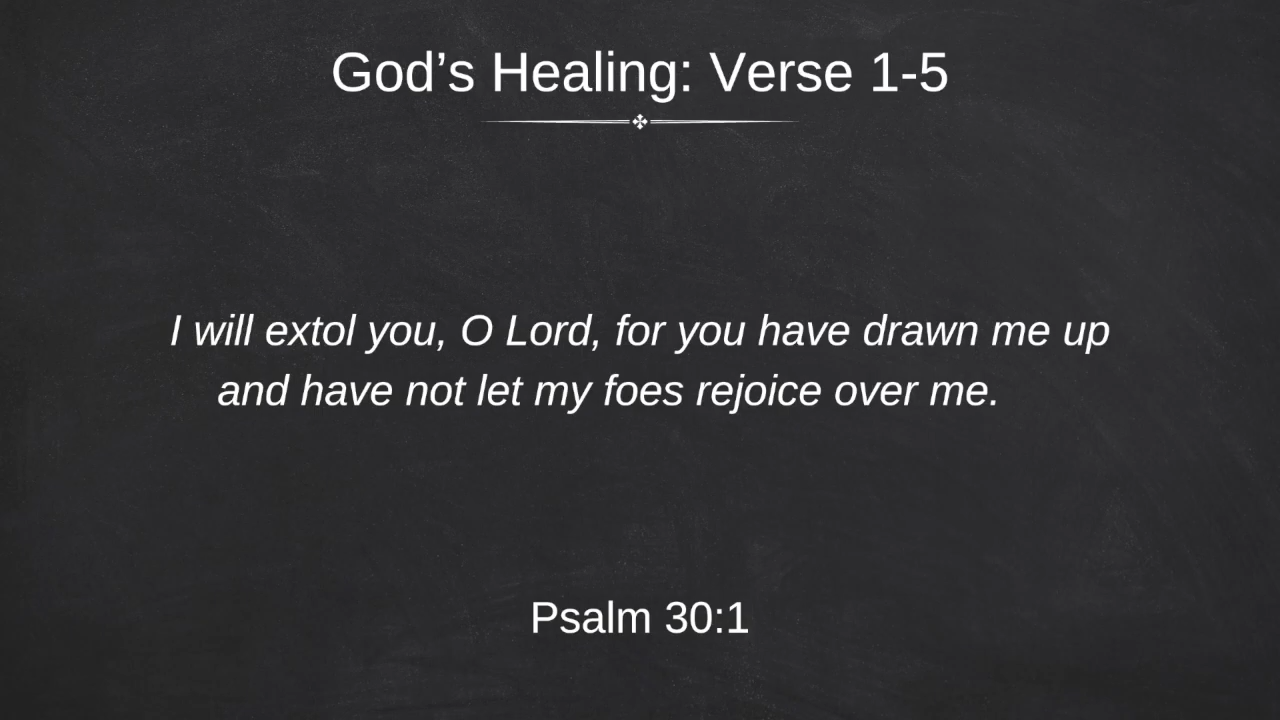 God’s Healing: Verse 1-5
I will extol you, O Lord, for you have drawn me up
and have not let my foes rejoice over me.
Psalm 30:1